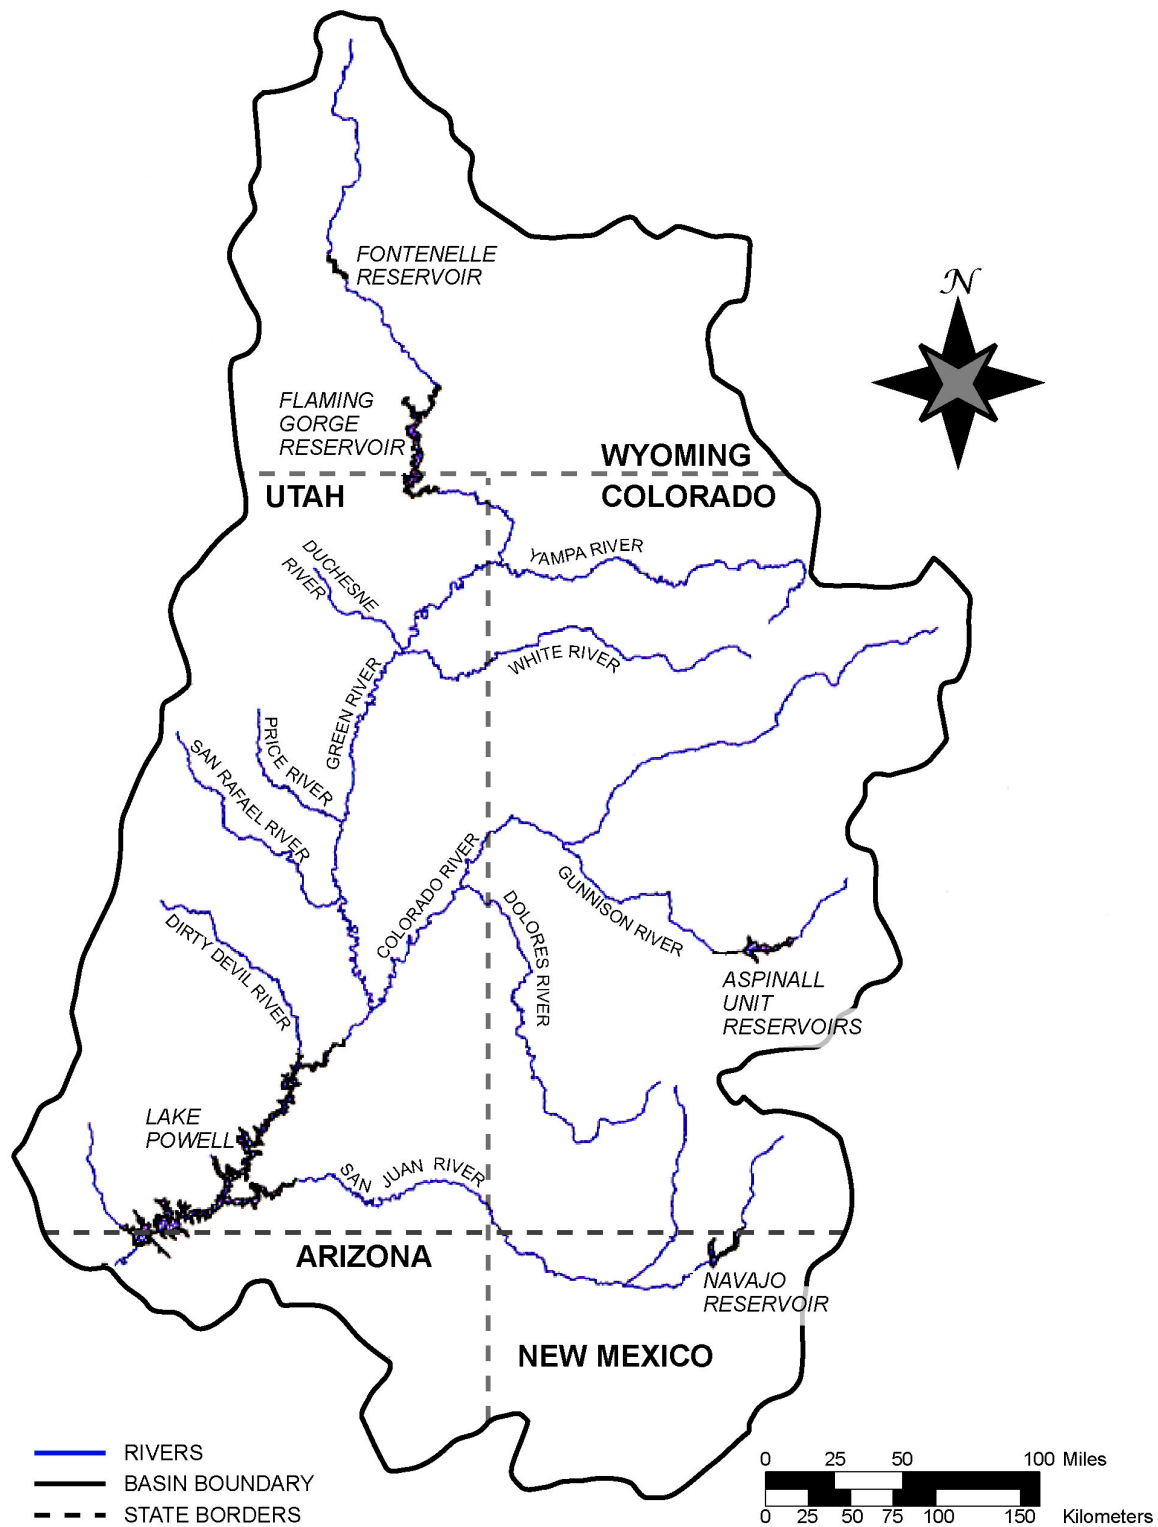 N
FONTENELLE
RESERVOIR
FLAMING
GORGE
RESERVOIR
WYOMING
UTAH
COLORADO
YAMPA RIVER
DUCHESNE
RIVER
WHITE RIVER
GREEN RIVER
PRICE RIVER
SAN RAFAEL RIVER
COLORADO RIVER
GUNNISON RIVER
DOLORES RIVER
DIRTY DEVIL RIVER
ASPINALL
UNIT
RESERVOIRS
LAKE
POWELL
SAN JUAN RIVER
ARIZONA
NAVAJO
RESERVOIR
NEW MEXICO
RIVERS
BASIN BOUNDARY
STATE BORDERS
0 25 50 100 Miles
0 25 50 75 100 150 Kilometers